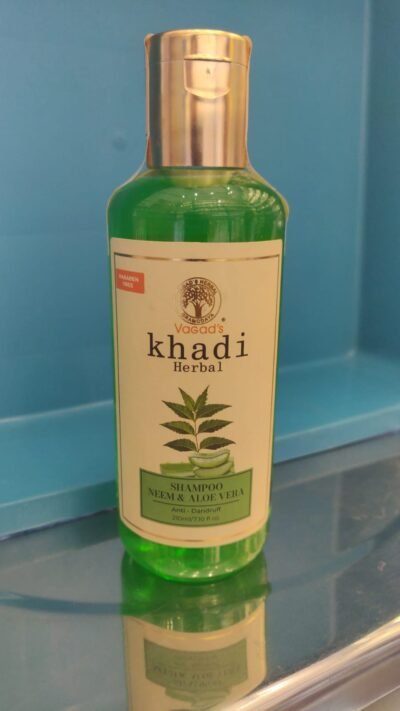 PARABEN
FREE
VAGAD'S
khadi
Herbal
SHAMPOO
NEEM & ALOE VERA
Anti - Dandruff
210ml/7.10 fl oz.